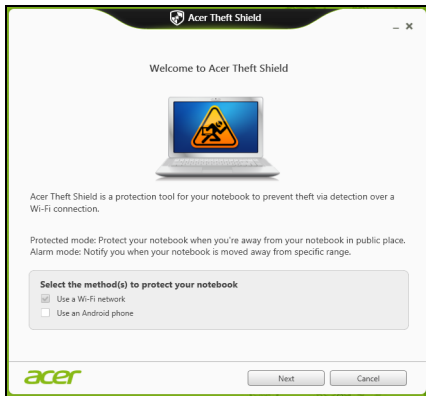 Acer Theft Shield
Welcome to Acer Theft Shield
Acer Theft Shield is a protection tool for your notebook to prevent theft via detection over a
Wi-Fi connection.
Protected mode: Protect your notebook when you're away from your notebook in public place.
Alarm mode: Notify you when your notebook is moved away from specific range.
Select the method(s) to protect your notebook
Use a Wi-Fi network
Use an Android phone
acer
Next
Cancel